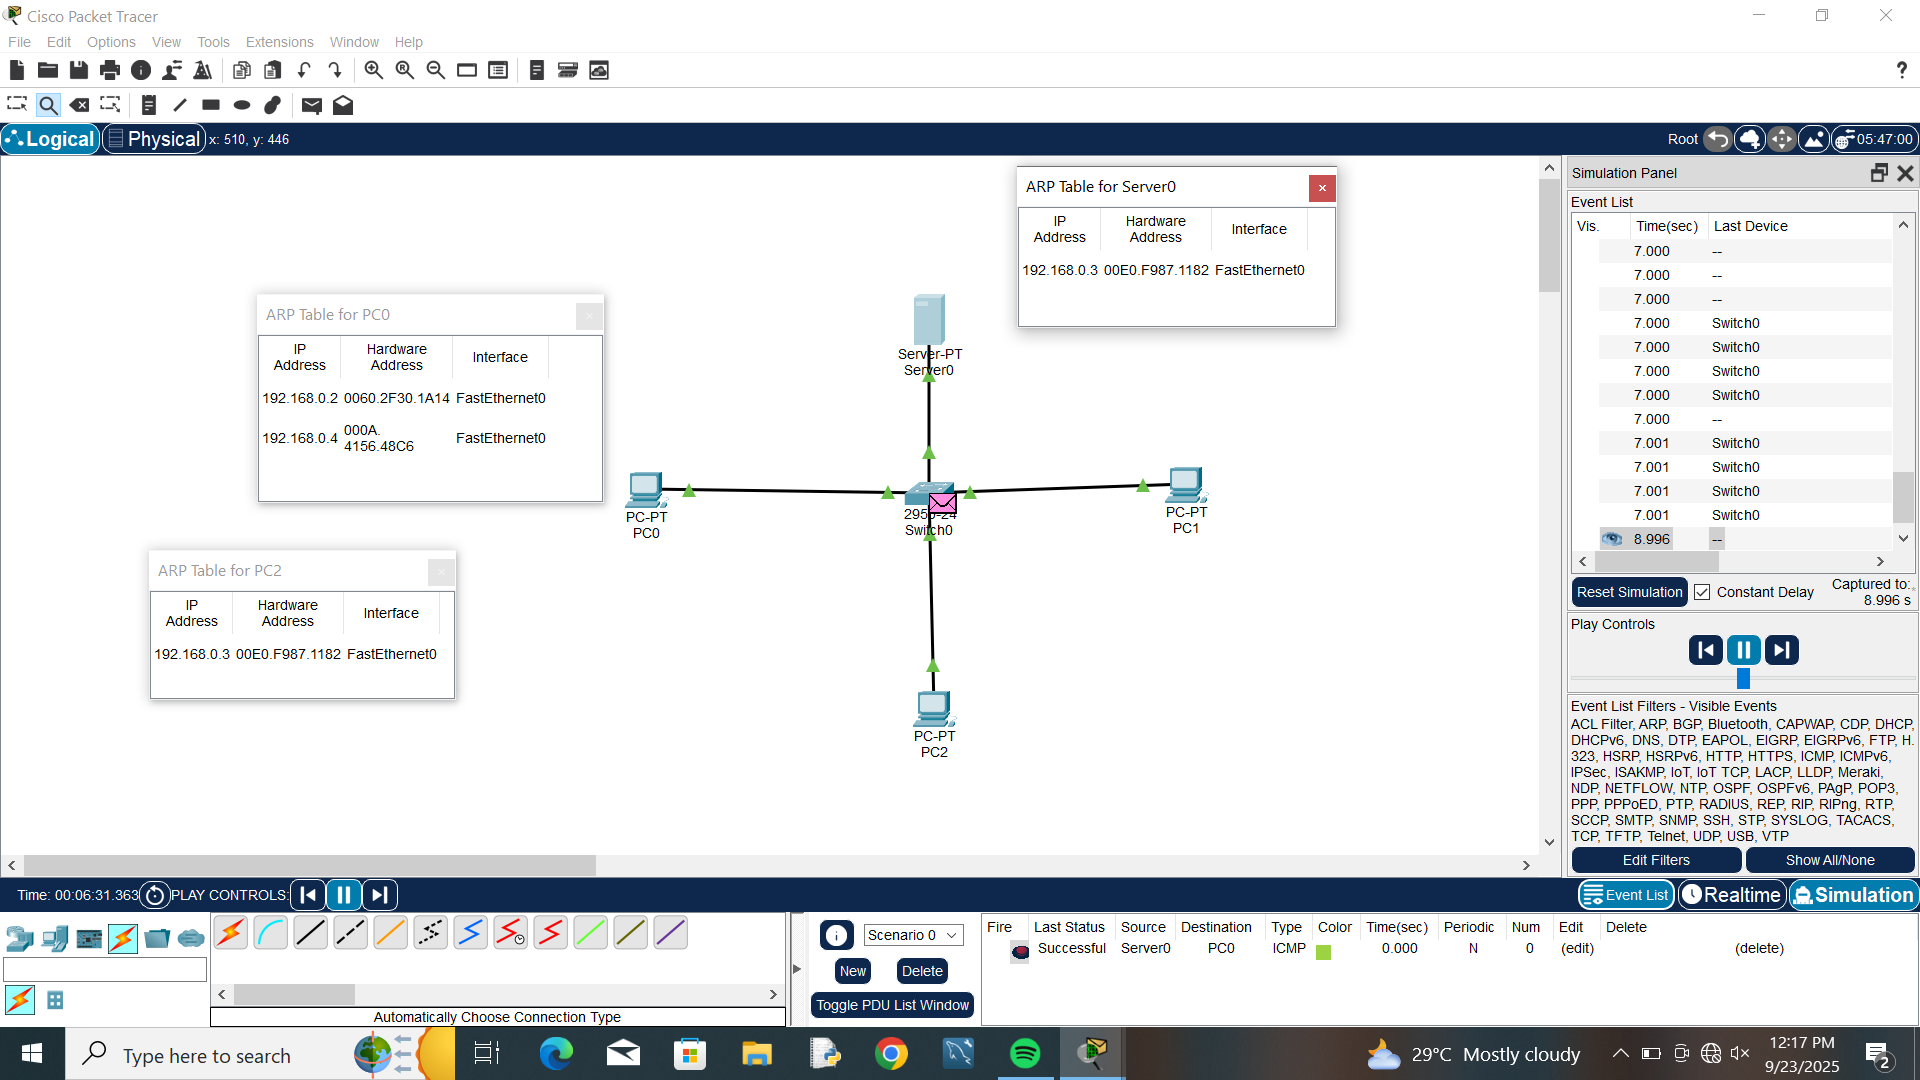 Cisco Packet Tracer
File Edit Options View Tools Extensions Window Help
Logical Physical x: 510, y: 446
Root 05:47:00
ARP Table for Server0
IP Address Hardware Address Interface
192.168.0.3 00E0.F987.1182 FastEthernet0
ARP Table for PC0
IP Address Hardware Address Interface
192.168.0.2 0060.2F30.1A14 FastEthernet0
192.168.0.4 000A.4156.48C6 FastEthernet0
ARP Table for PC2
IP Address Hardware Address Interface
192.168.0.3 00E0.F987.1182 FastEthernet0
Server-PT
Server0
PC-PT
PC0
Switch0
PC-PT
PC1
PC-PT
PC2
Simulation Panel
Event List
Vis. Time(sec) Last Device
7.000 --
7.000 --
7.000 --
7.000 Switch0
7.000 Switch0
7.000 Switch0
7.000 Switch0
7.000 --
7.001 Switch0
7.001 Switch0
7.001 Switch0
7.001 Switch0
8.996 --
Reset Simulation Constant Delay Captured to:
8.996 s
Play Controls
Event List Filters - Visible Events
ACL Filter, ARP, BGP, Bluetooth, CAPWAP, CDP, DHCP,
DHCPv6, DNS, DTP, EAPOL, EIGRP, EIGRPv6, FTP, H.
323, HSRP, HSRPv6, HTTP, HTTPS, ICMP, ICMPv6,
IPSec, ISAKMP, IoT, IoT TCP, LACP, LLDP, Meraki,
NDP, NETFLOW, NTP, OSPF, OSPFv6, PAgP, POP3,
PPP, PPPoED, PTP, RADIUS, REP, RIP, RIPng, RTP,
SCCP, SMTP, SNMP, SSH, STP, SYSLOG, TACACS,
TCP, TFTP, Telnet, UDP, USB, VTP
Edit Filters Show All/None
Time: 00:06:31.363 PLAY CONTROLS:
Event List Realtime Simulation
Automatically Choose Connection Type
Scenario 0
New Delete
Toggle PDU List Window
Fire Last Status Source Destination Type Color Time(sec) Periodic Num Edit Delete
Successful Server0 PC0 ICMP 0.000 N 0 (edit) (delete)
Type here to search
29°C Mostly cloudy
12:17 PM
9/23/2025
2